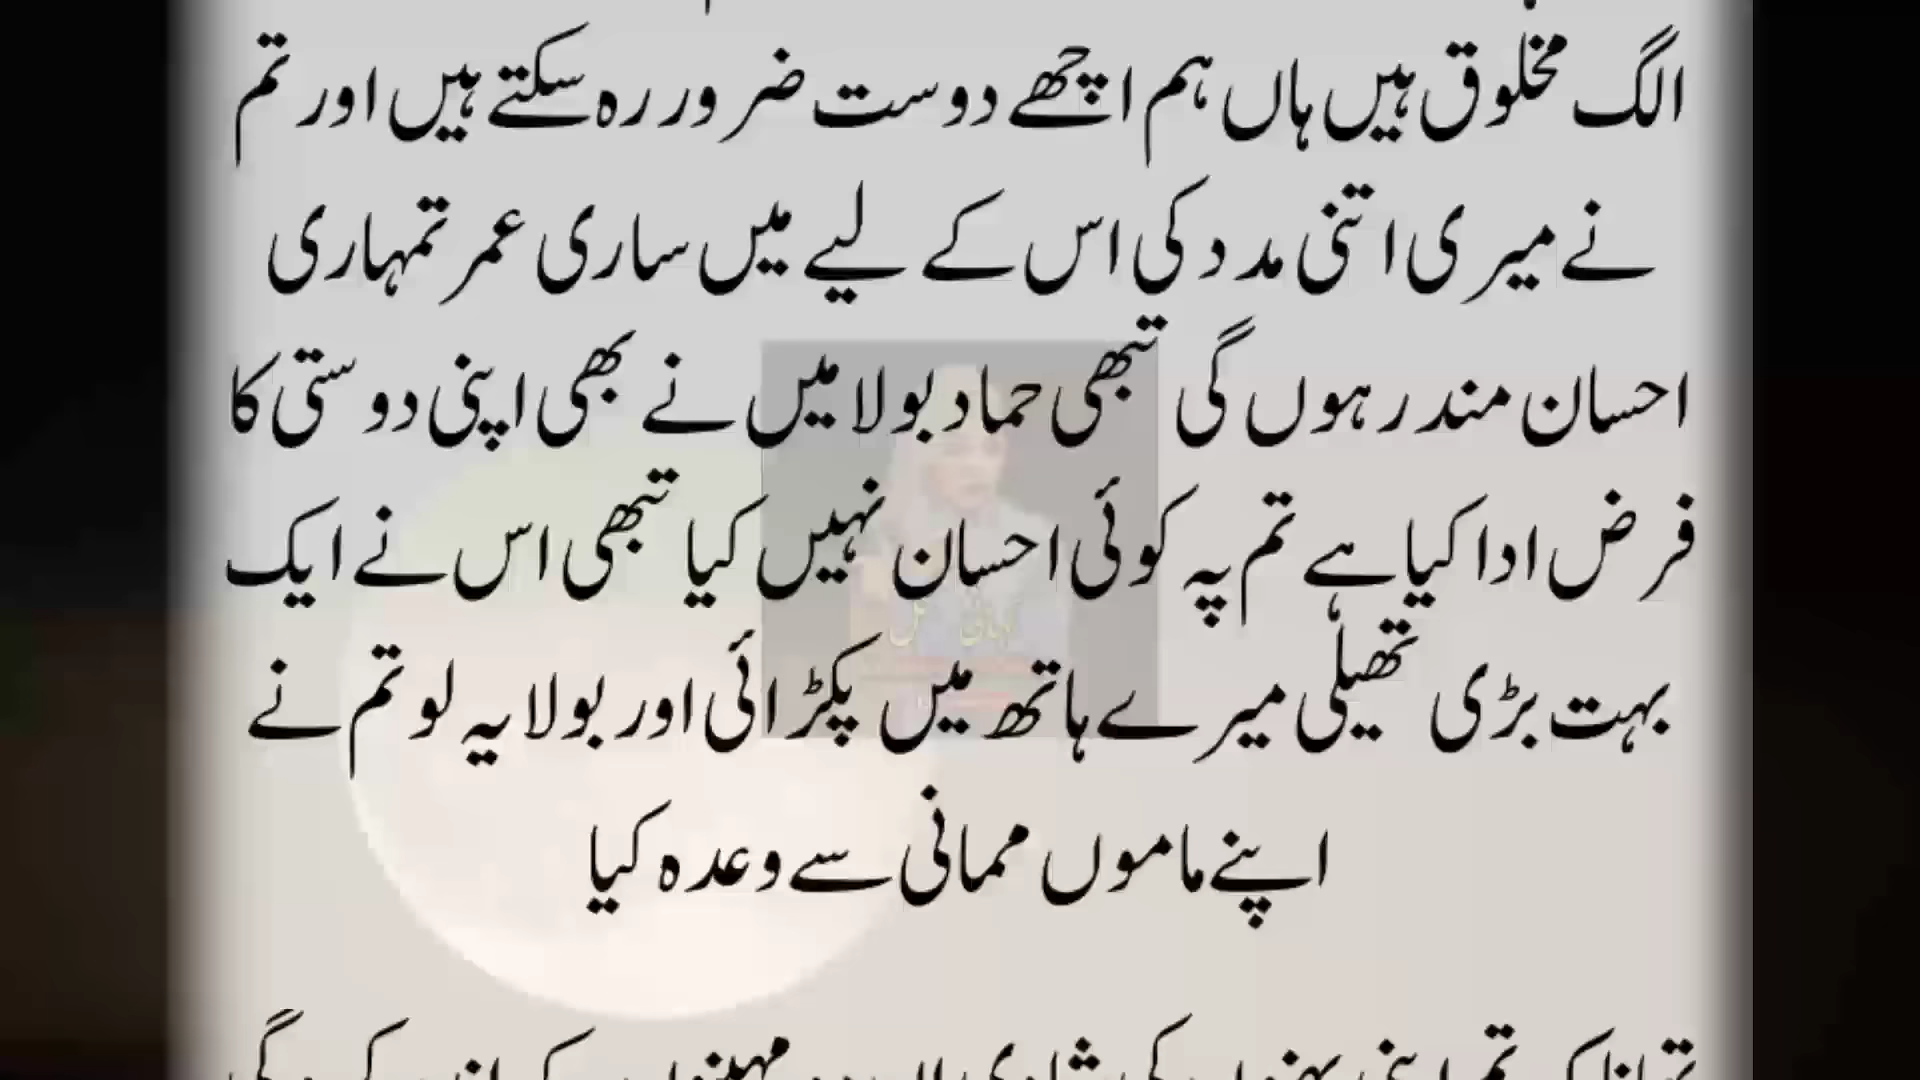 الگ مخلوق ہیں ہاں ہم اچھے دوست ضرور رہ سکتے ہیں اور تم
نے میری اتنی مدد کی اس کے لیے میں ساری عمر تمہاری
احسان مند رہوں گی تبھی حماد بولا میں نے بھی اپنی دوستی کا
فرض ادا کیا ہے تم پہ کوئی احسان نہیں کیا تبھی اس نے ایک
بہت بڑی تھیلی میرے ہاتھ میں پکڑائی اور بولا یہ لو تم نے
اپنے ماموں ممانی سے وعدہ کیا